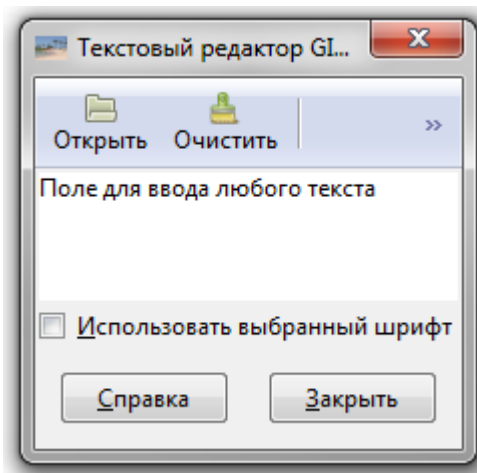 Текстовый редактор GI...
Открыть Очистить »
Поле для ввода любого текста
Использовать выбранный шрифт
Справка Закрыть